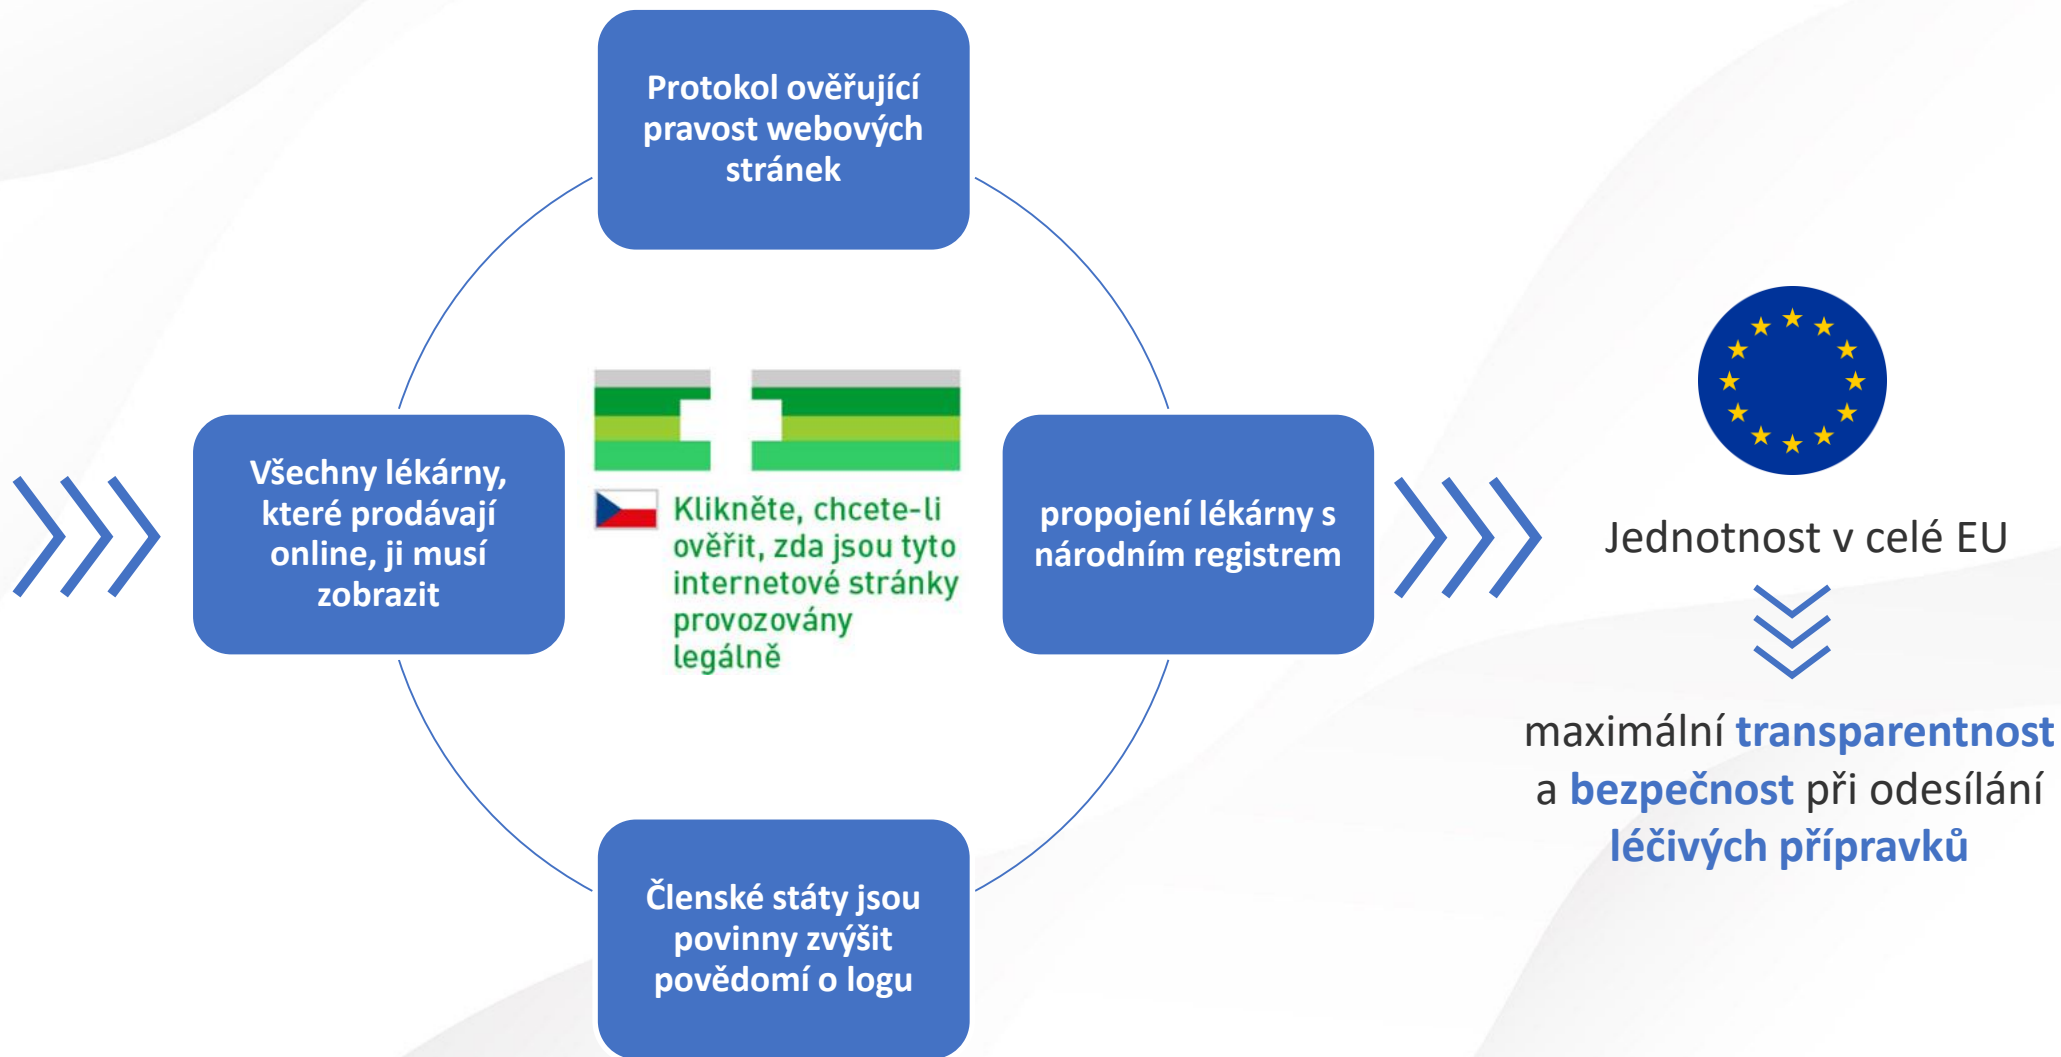 Protokol ověřující
pravost webových
stránek
Všechny lékárny,
které prodávají
online, ji musí
zobrazit
Klikněte, chcete-li
ověřit, zda jsou tyto
internetové stránky
provozovány
legálně
propojení lékárny s
národním registrem
Členské státy jsou
povinny zvýšit
povědomí o logu
Jednotnost v celé EU
maximální transparentnost
a bezpečnost při odesílání
léčivých přípravků